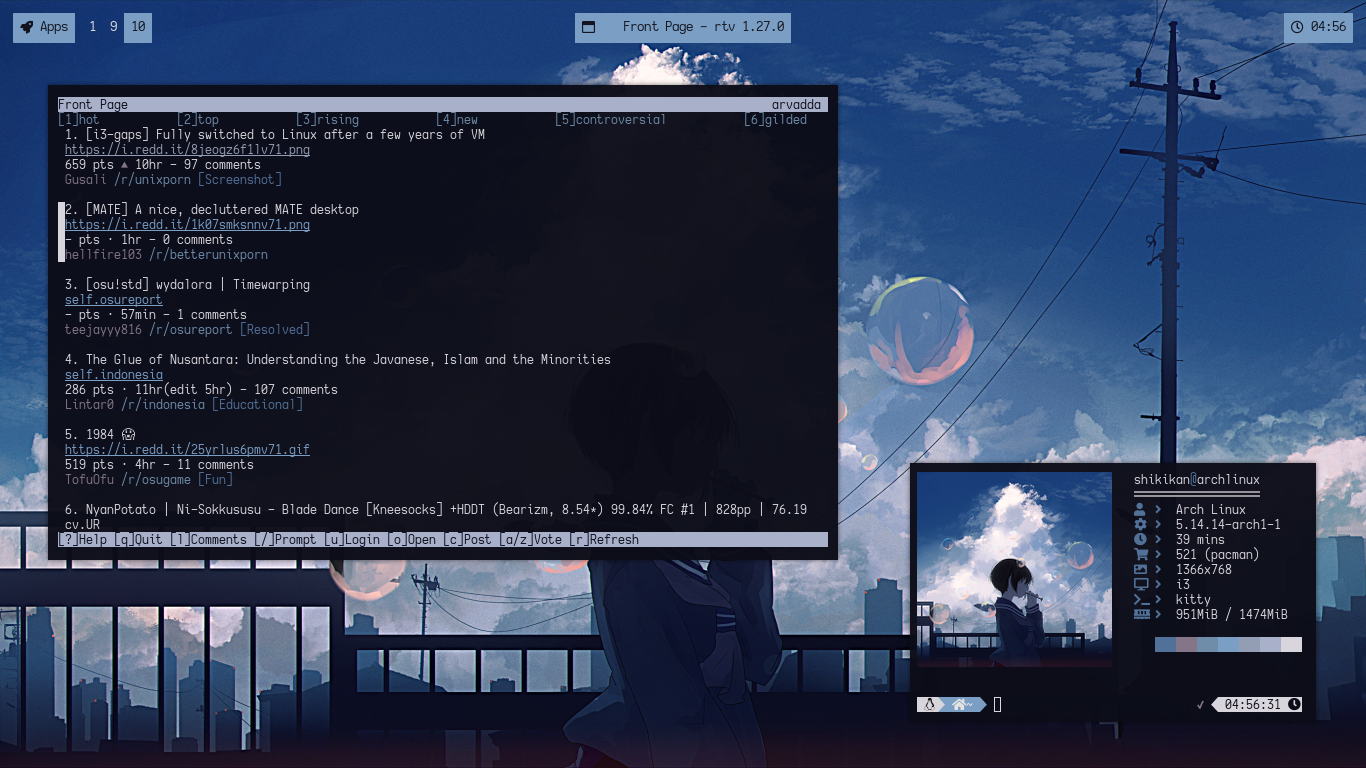 Apps 1 9 10
Front Page - rtv 1.27.0
04:56
Front Page arvadda
[1]hot [2]top [3]rising [4]new [5]controversial [6]gilded
1. [i3-gaps] Fully switched to Linux after a few years of VM
https://i.redd.it/8jeogz6f1lv71.png
659 pts ▲ 10hr - 97 comments
Gusali /r/unixporn [Screenshot]
2. [MATE] A nice, decluttered MATE desktop
https://i.redd.it/1k07smksnnv71.png
- pts · 1hr - 0 comments
hellfire103 /r/betterunixporn
3. [osu!std] wydalora | Timewarping
self.osureport
- pts · 57min - 1 comments
teejayyy816 /r/osureport [Resolved]
4. The Glue of Nusantara: Understanding the Javanese, Islam and the Minorities
self.indonesia
286 pts · 11hr(edit 5hr) - 107 comments
Lintar0 /r/indonesia [Educational]
5. 1984 😱
https://i.redd.it/25yrlus6pmv71.gif
519 pts · 4hr - 11 comments
TofuOfu /r/osugame [Fun]
6. NyanPotato | Ni-Sokkususu - Blade Dance [Kneesocks] +HDDT (Bearizm, 8.54*) 99.84% FC #1 | 828pp | 76.19
cv.UR
[?]Help [q]Quit [l]Comments [/]Prompt [u]Login [o]Open [c]Post [a/z]Vote [r]Refresh
shikikan@archlinux
Arch Linux
5.14.14-arch1-1
39 mins
521 (pacman)
1366x768
i3
kitty
951MiB / 1474MiB
~
✓ 04:56:31